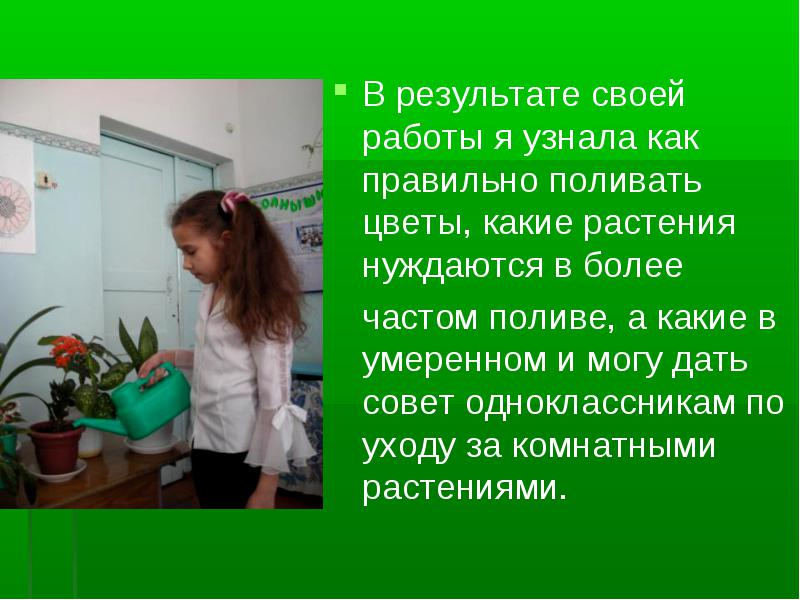 В результате своей
работы я узнала как
правильно поливать
цветы, какие растения
нуждаются в более
частом поливе, а какие в
умеренном и могу дать
совет одноклассникам по
уходу за комнатными
растениями.